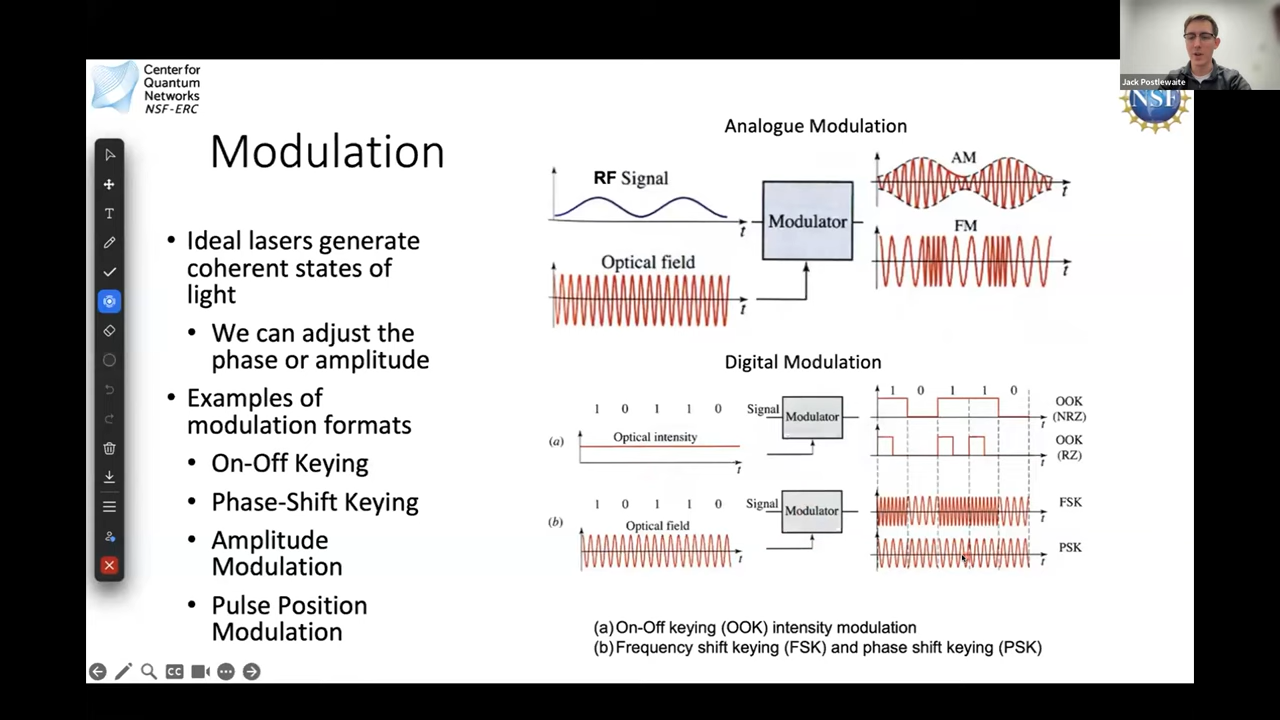 Jack Postlewaite
Center for
Quantum
Networks
NSF-ERC
NSF
Modulation
Ideal lasers generate
coherent states of
light
We can adjust the
phase or amplitude
Examples of
modulation formats
On-Off Keying
Phase-Shift Keying
Amplitude
Modulation
Pulse Position
Modulation
Analogue Modulation
RF Signal
t
Optical field
t
Modulator
AM
t
FM
t
Digital Modulation
1 0 1 1 0
Signal
Modulator
(a)
Optical intensity
t
1 0 1 1 0
OOK
(NRZ)
t
OOK
(RZ)
t
1 0 1 1 0
Signal
Modulator
(b)
Optical field
t
FSK
t
PSK
t
(a) On-Off keying (OOK) intensity modulation
(b) Frequency shift keying (FSK) and phase shift keying (PSK)
T
CC